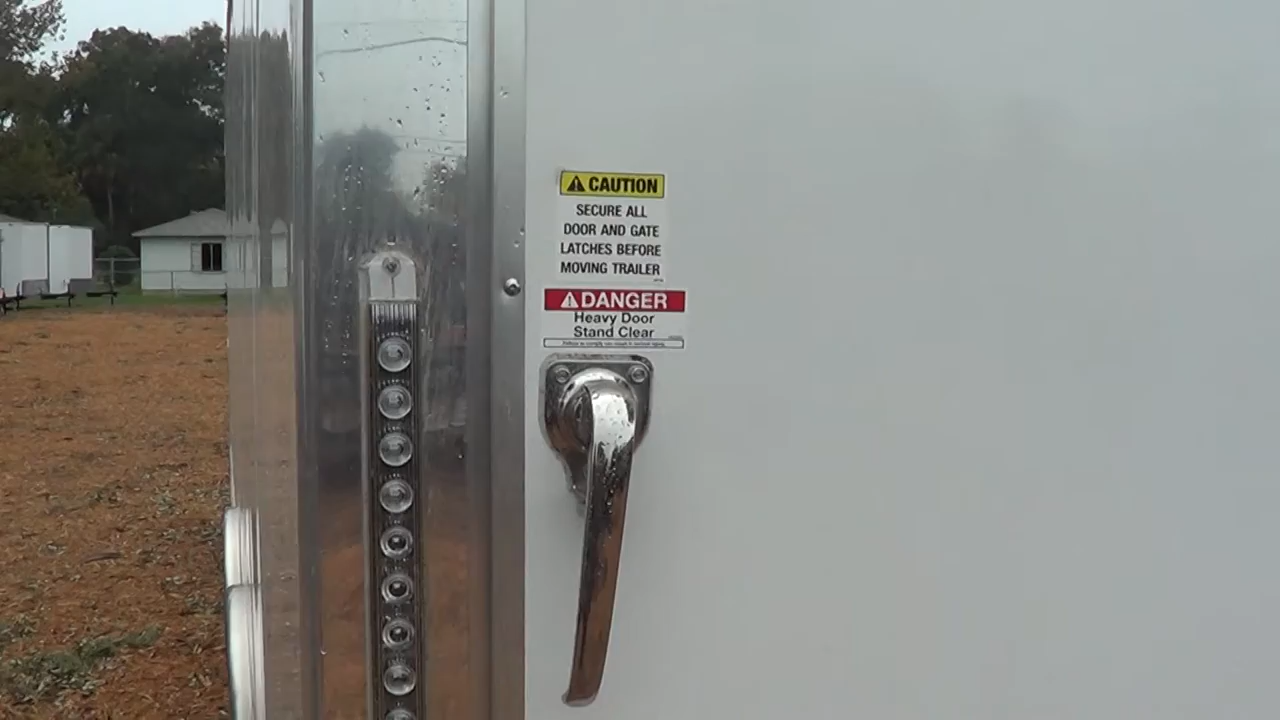 CAUTION
SECURE ALL
DOOR AND GATE
LATCHES BEFORE
MOVING TRAILER
DANGER
Heavy Door
Stand Clear